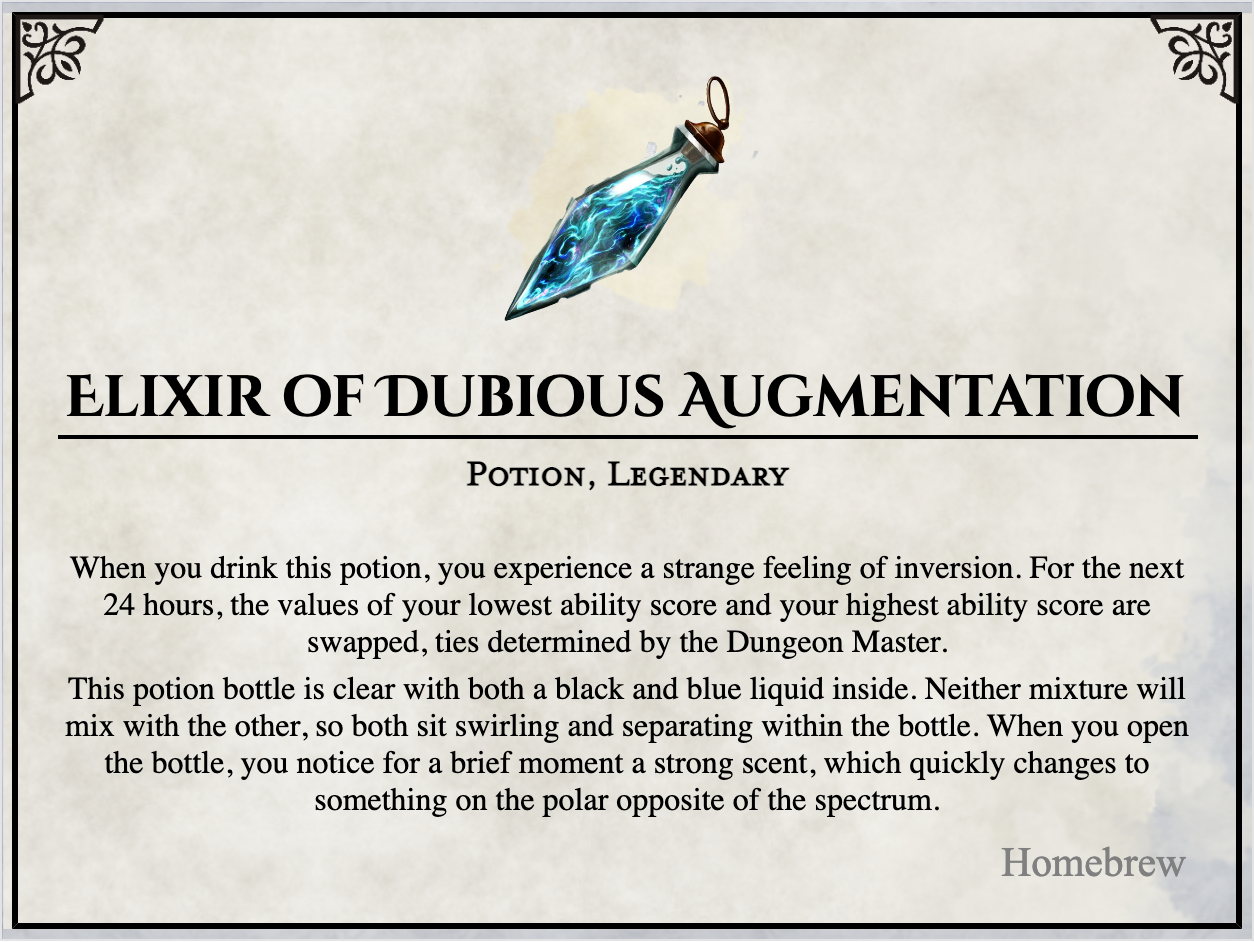 Elixir of Dubious Augmentation
Potion, Legendary
When you drink this potion, you experience a strange feeling of inversion. For the next
24 hours, the values of your lowest ability score and your highest ability score are
swapped, ties determined by the Dungeon Master.
This potion bottle is clear with both a black and blue liquid inside. Neither mixture will
mix with the other, so both sit swirling and separating within the bottle. When you open
the bottle, you notice for a brief moment a strong scent, which quickly changes to
something on the polar opposite of the spectrum.
Homebrew